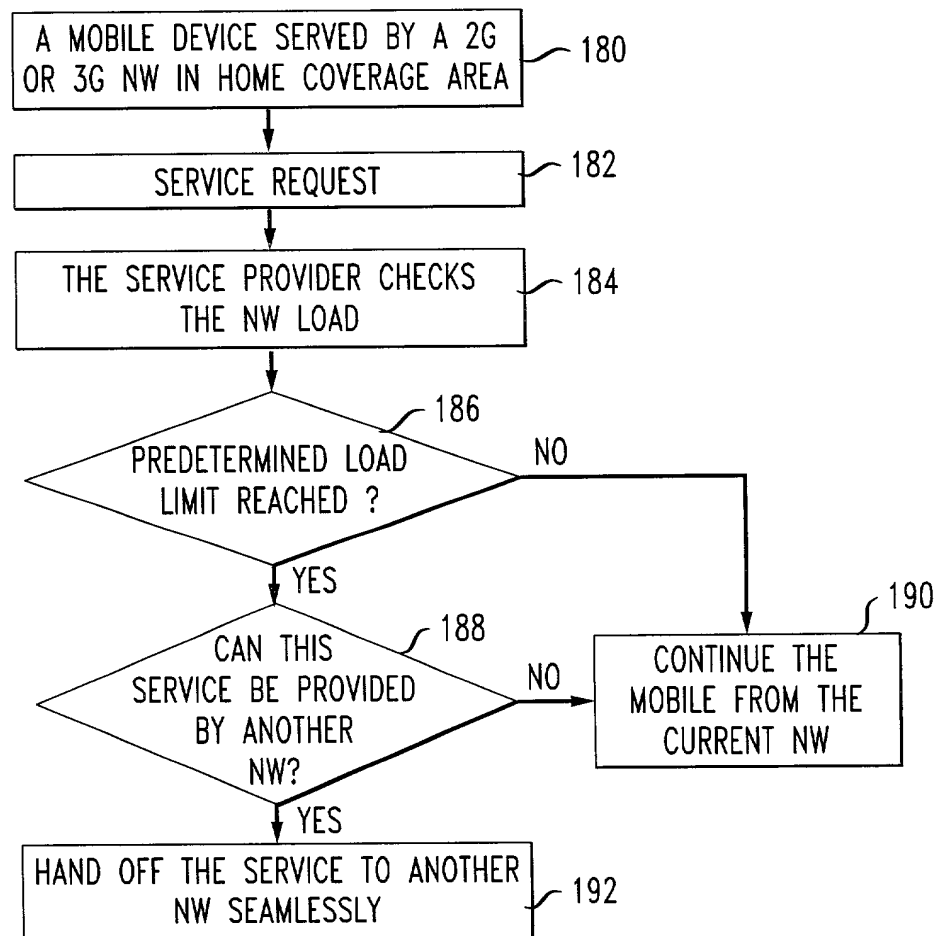 A MOBILE DEVICE SERVED BY A 2G
OR 3G NW IN HOME COVERAGE AREA
180
SERVICE REQUEST
182
THE SERVICE PROVIDER CHECKS
THE NW LOAD
184
186
PREDETERMINED LOAD
LIMIT REACHED ?
NO
YES
188
CAN THIS
SERVICE BE PROVIDED
BY ANOTHER
NW?
NO
190
CONTINUE THE
MOBILE FROM THE
CURRENT NW
YES
HAND OFF THE SERVICE TO ANOTHER
NW SEAMLESSLY
192